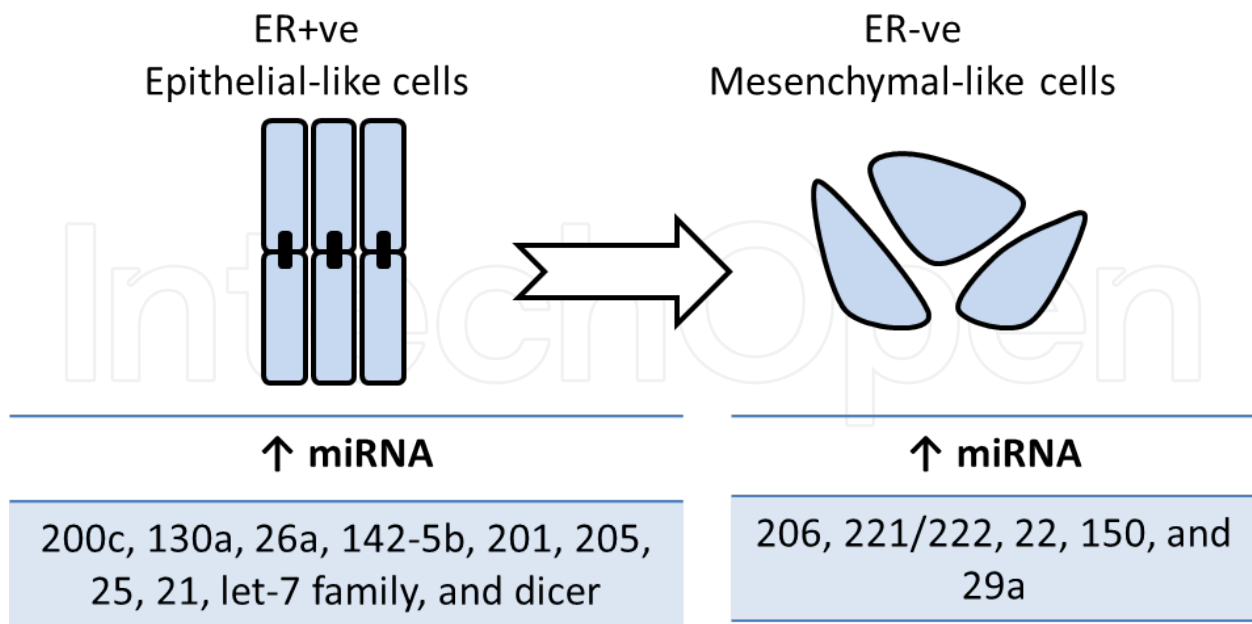 ER+ve
Epithelial-like cells
ER-ve
Mesenchymal-like cells
IntechOpen
↑ miRNA
200c, 130a, 26a, 142-5b, 201, 205,
25, 21, let-7 family, and dicer
↑ miRNA
206, 221/222, 22, 150, and
29a